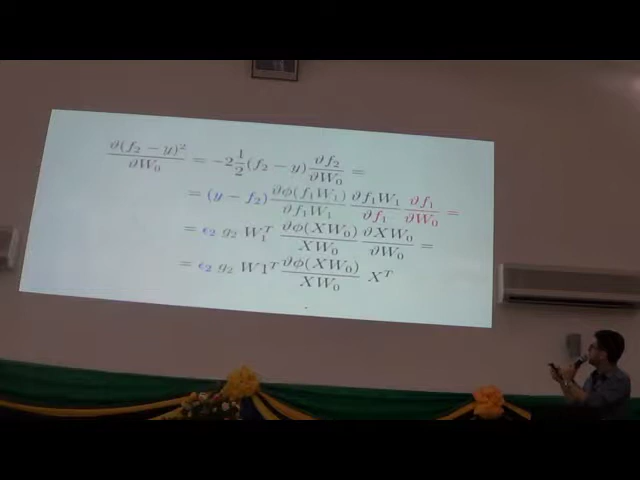 ∂(f₂ − y)² / ∂W₀ = −2 1/2 (f₂ − y) ∂f₂ / ∂W₀ =
= (y − f₂) ∂ϕ(f₁W₁) / ∂f₁W₁ ∂f₁W₁ / ∂f₁ ∂f₁ / ∂W₀ =
= ϵ₂ g₂ W₁ᵀ ∂ϕ(XW₀) / XW₀ ∂XW₀ / ∂W₀ =
= ϵ₂ g₂ W1ᵀ ∂ϕ(XW₀) / XW₀ Xᵀ